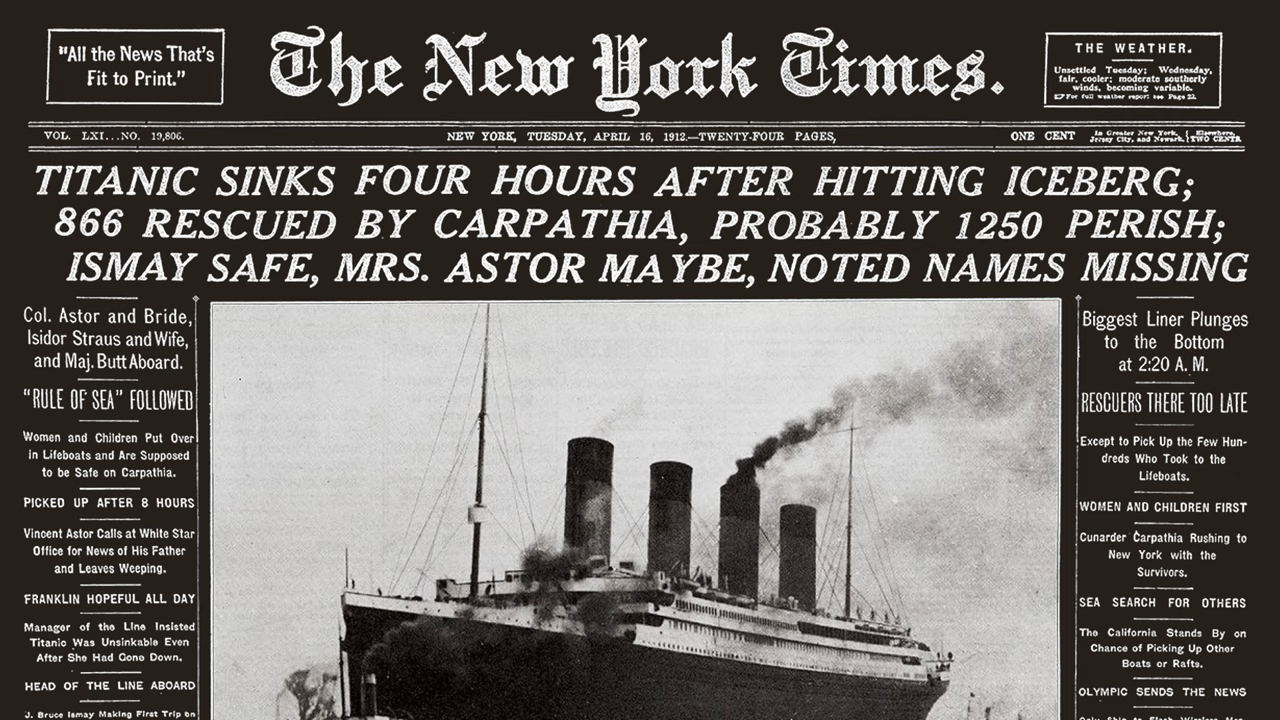 "All the News That's
Fit to Print."
The New York Times.
THE WEATHER.
Unsettled Tuesday; Wednesday,
fair, cooler; moderate southerly
winds, becoming variable.
For full weather report see Page 22.
VOL. LXI...NO. 19,806.
NEW YORK, TUESDAY, APRIL 16, 1912.—TWENTY-FOUR PAGES,
ONE CENT
In Greater New York,
Jersey City, and Newark.
Elsewhere,
TWO CENTS.
TITANIC SINKS FOUR HOURS AFTER HITTING ICEBERG;
866 RESCUED BY CARPATHIA, PROBABLY 1250 PERISH;
ISMAY SAFE, MRS. ASTOR MAYBE, NOTED NAMES MISSING
Col. Astor and Bride,
Isidor Straus and Wife,
and Maj. Butt Aboard.
"RULE OF SEA" FOLLOWED
Women and Children Put Over
in Lifeboats and Are Supposed
to be Safe on Carpathia.
PICKED UP AFTER 8 HOURS
Vincent Astor Calls at White Star
Office for News of His Father
and Leaves Weeping.
FRANKLIN HOPEFUL ALL DAY
Manager of the Line Insisted
Titanic Was Unsinkable Even
After She Had Gone Down.
HEAD OF THE LINE ABOARD
J. Bruce Ismay Making First Trip on
Biggest Liner Plunges
to the Bottom
at 2:20 A. M.
RESCUERS THERE TOO LATE
Except to Pick Up the Few Hun-
dreds Who Took to the
Lifeboats.
WOMEN AND CHILDREN FIRST
Cunarder Carpathia Rushing to
New York with the
Survivors.
SEA SEARCH FOR OTHERS
The California Stands By on
Chance of Picking Up Other
Boats or Rafts.
OLYMPIC SENDS THE NEWS